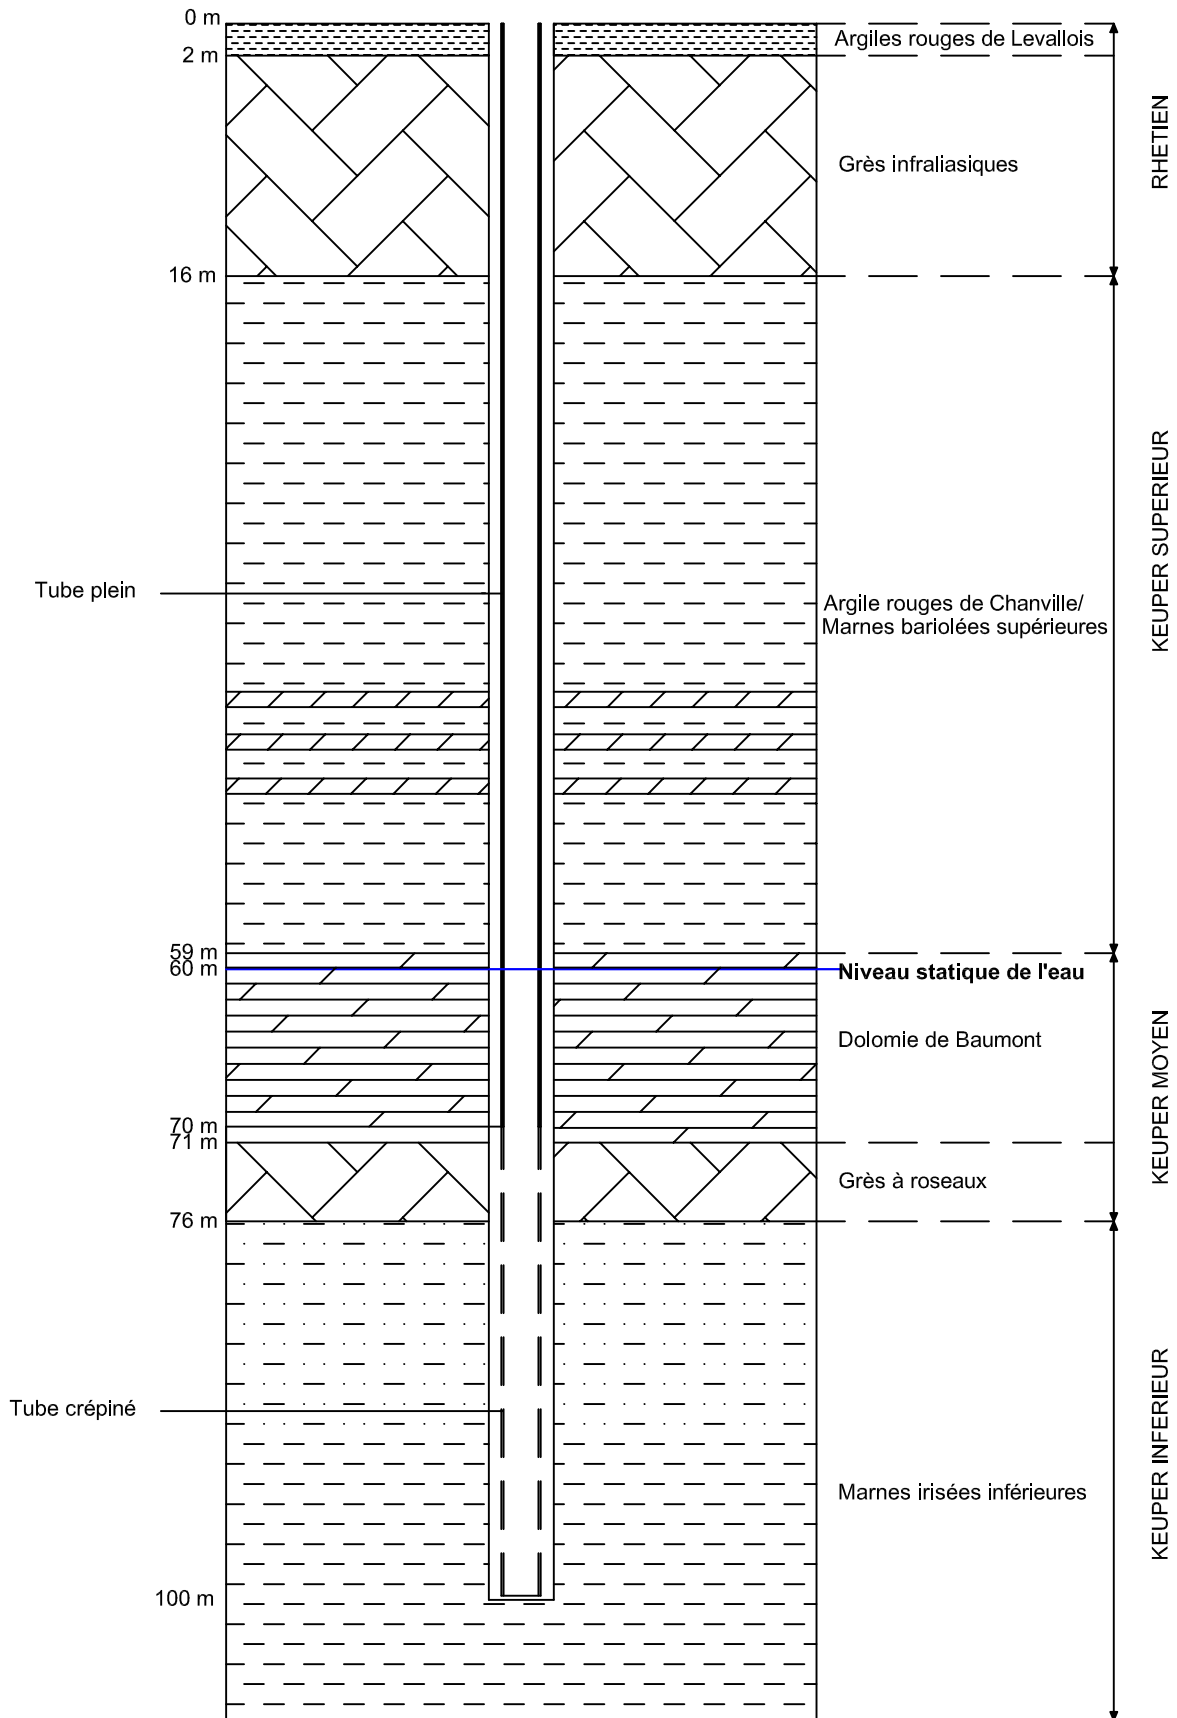 0 m
Argiles rouges de Levallois
2 m
RHETIEN
Grès infraliasiques
16 m
KEUPER SUPERIEUR
Tube plein
Argile rouges de Chanville/
Marnes bariolées supérieures
59 m
60 m
Niveau statique de l'eau
Dolomie de Baumont
KEUPER MOYEN
70 m
71 m
Grès à roseaux
76 m
KEUPER INFERIEUR
Tube crépiné
Marnes irisées inférieures
100 m